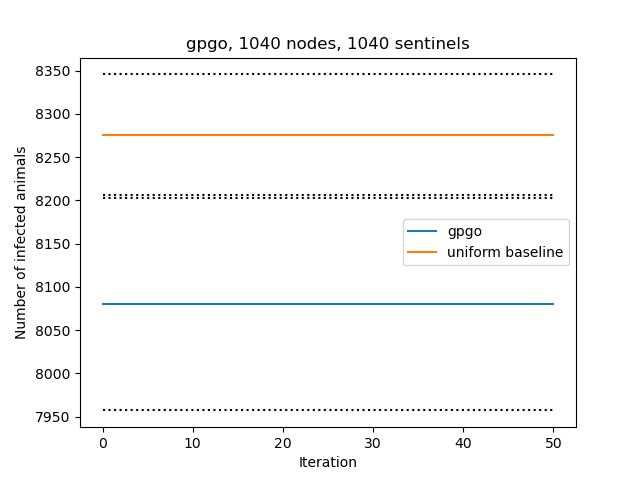 gpgo, 1040 nodes, 1040 sentinels
8350
8300
8250
8200
8150
8100
8050
8000
7950
Number of infected animals
gpgo
uniform baseline
0 10 20 30 40 50
Iteration